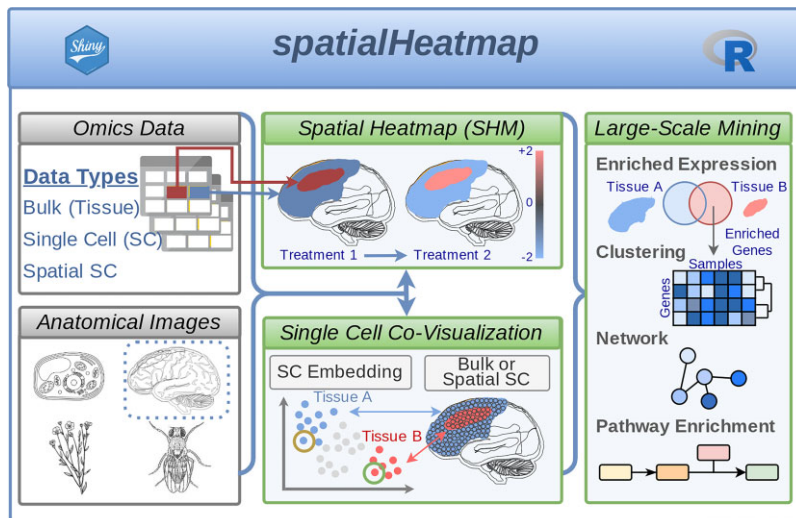 Shiny
spatialHeatmap
R
Omics Data
Data Types
Bulk (Tissue)
Single Cell (SC)
Spatial SC
Anatomical Images
Spatial Heatmap (SHM)
+2
0
-2
Treatment 1
Treatment 2
Single Cell Co-Visualization
SC Embedding
Bulk or
Spatial SC
Tissue A
Tissue B
Large-Scale Mining
Enriched Expression
Tissue A
Tissue B
Enriched
Genes
Clustering
Samples
Genes
Network
Pathway Enrichment